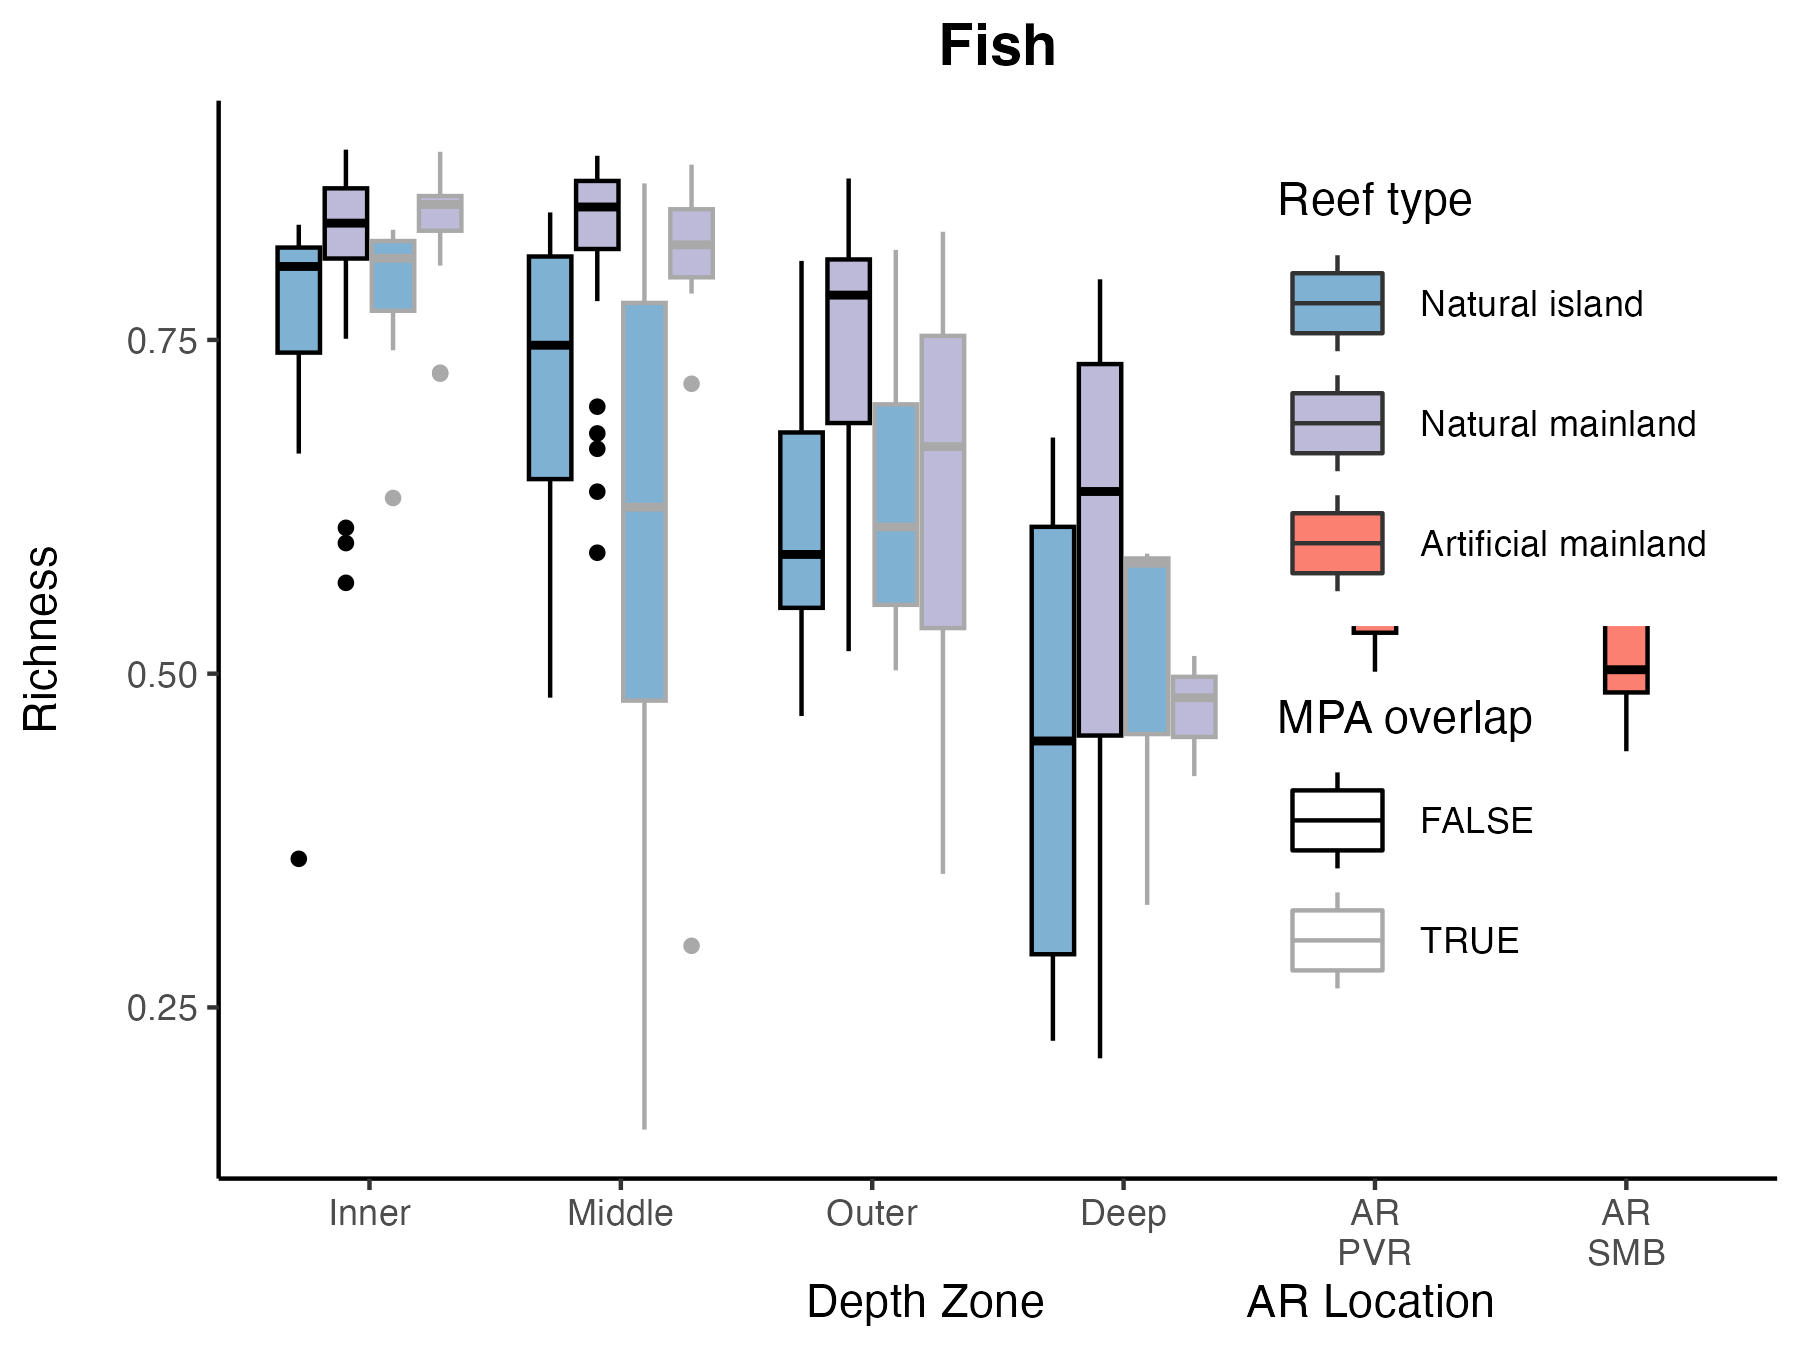 Fish
Richness
0.75
0.50
0.25
Inner
Middle
Outer
Deep
AR
PVR
AR
SMB
Depth Zone
AR Location
Reef type
Natural island
Natural mainland
Artificial mainland
MPA overlap
FALSE
TRUE